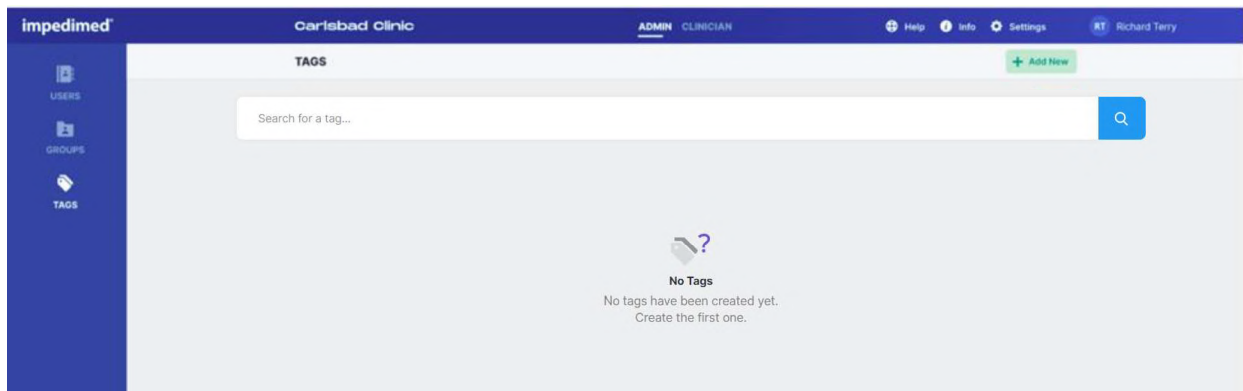 impedimed®
Carlsbad Clinic
ADMIN CLINICIAN
Help Info Settings
RT Richard Terry
USERS
GROUPS
TAGS
TAGS
+ Add New
Search for a tag...
?
No Tags
No tags have been created yet.
Create the first one.